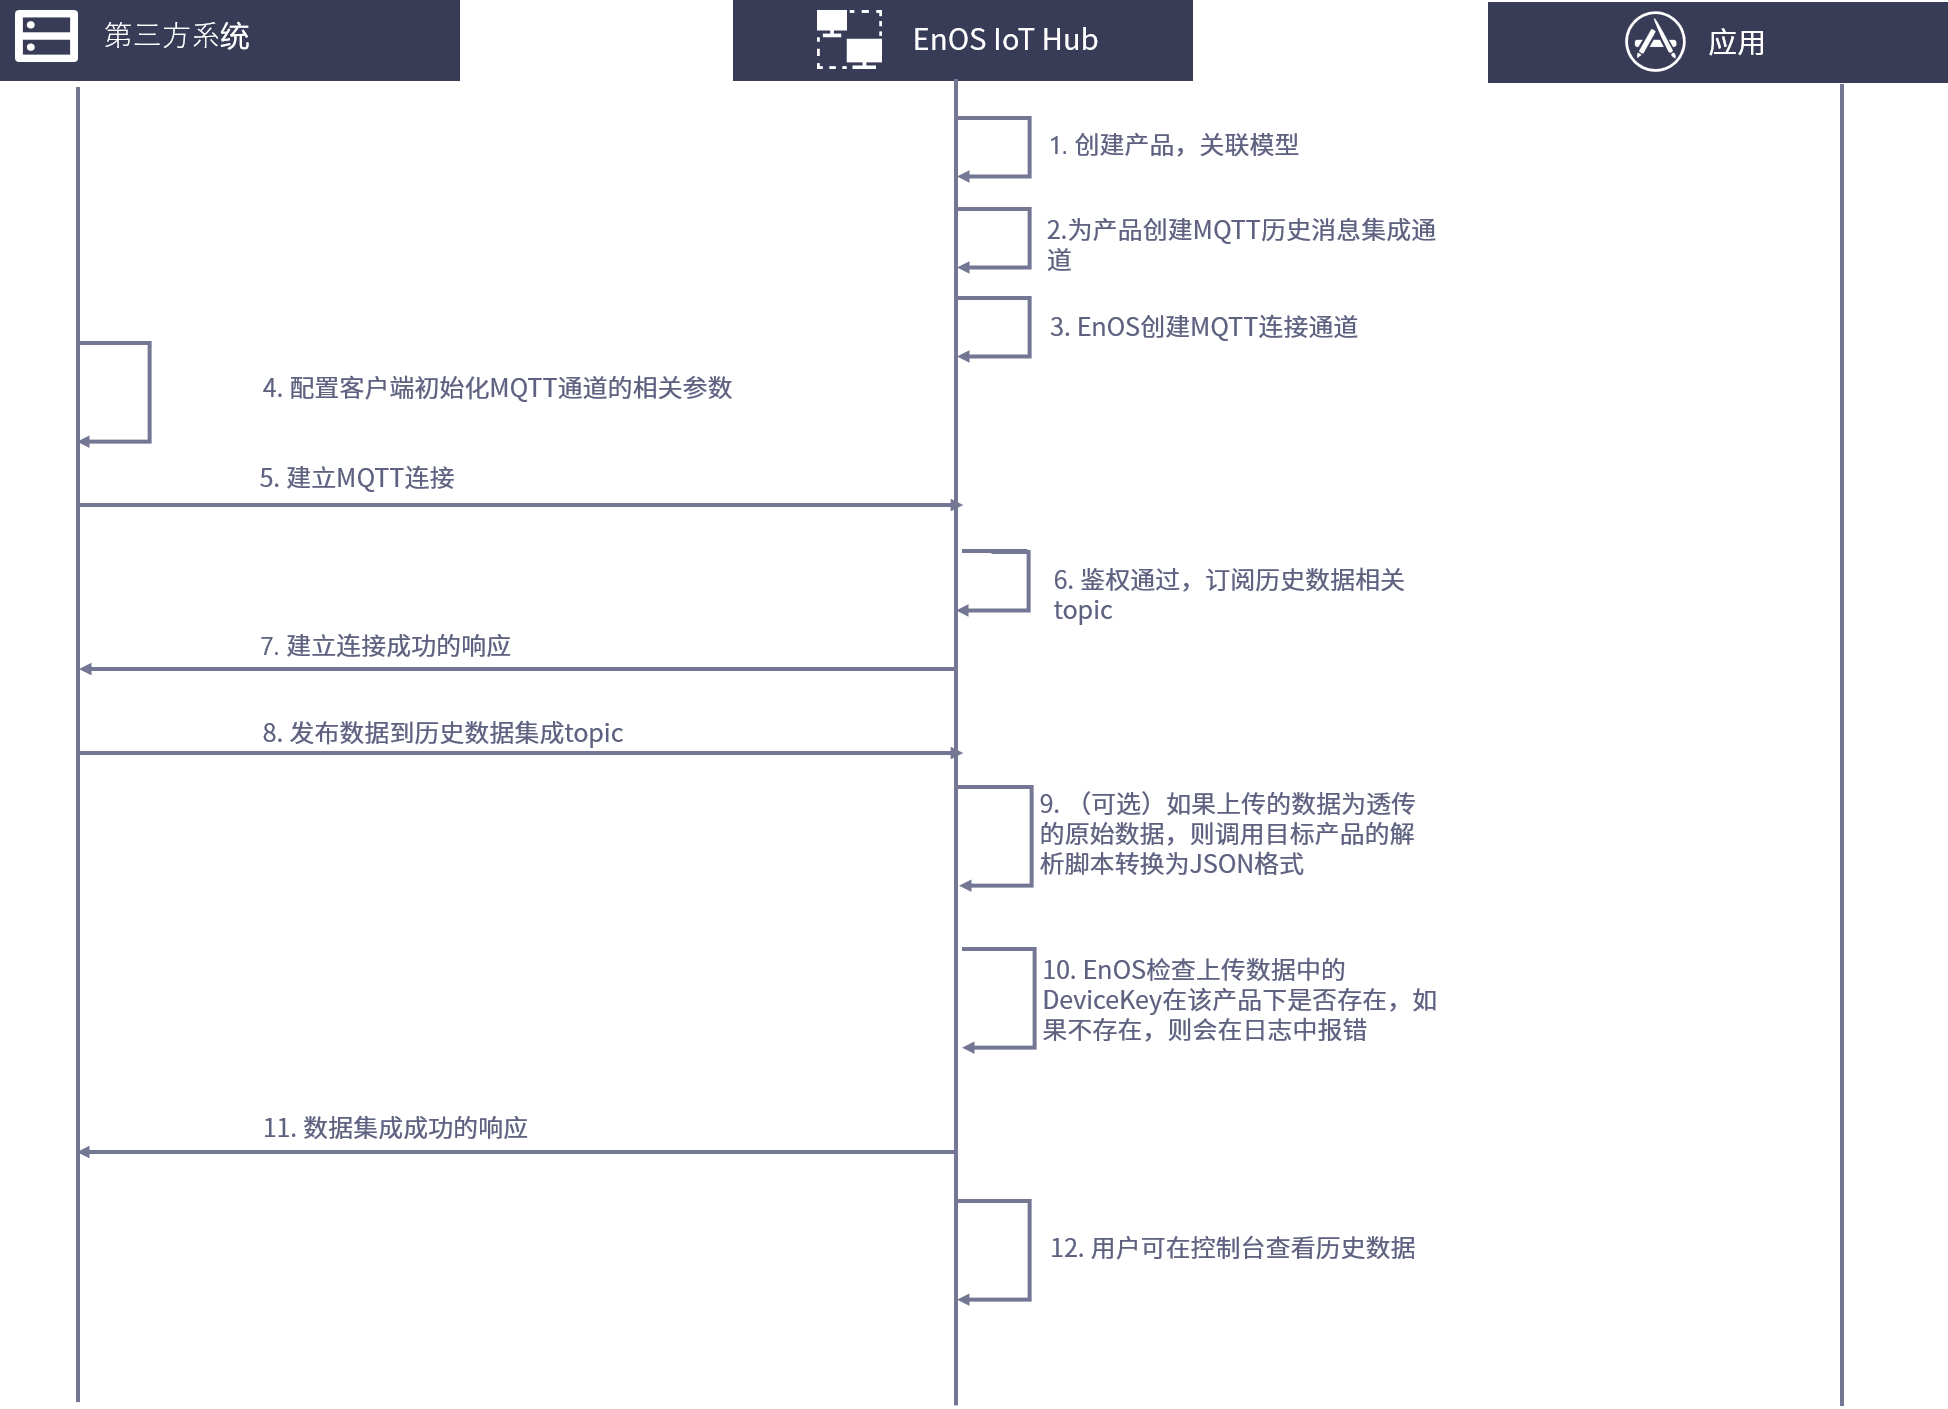 第三方系统
EnOS IoT Hub
应用
1. 创建产品，关联模型
2.为产品创建MQTT历史消息集成通
道
3. EnOS创建MQTT连接通道
4. 配置客户端初始化MQTT通道的相关参数
5. 建立MQTT连接
6. 鉴权通过，订阅历史数据相关
topic
7. 建立连接成功的响应
8. 发布数据到历史数据集成topic
9. （可选）如果上传的数据为透传
的原始数据，则调用目标产品的解
析脚本转换为JSON格式
10. EnOS检查上传数据中的
DeviceKey在该产品下是否存在，如
果不存在，则会在日志中报错
11. 数据集成成功的响应
12. 用户可在控制台查看历史数据